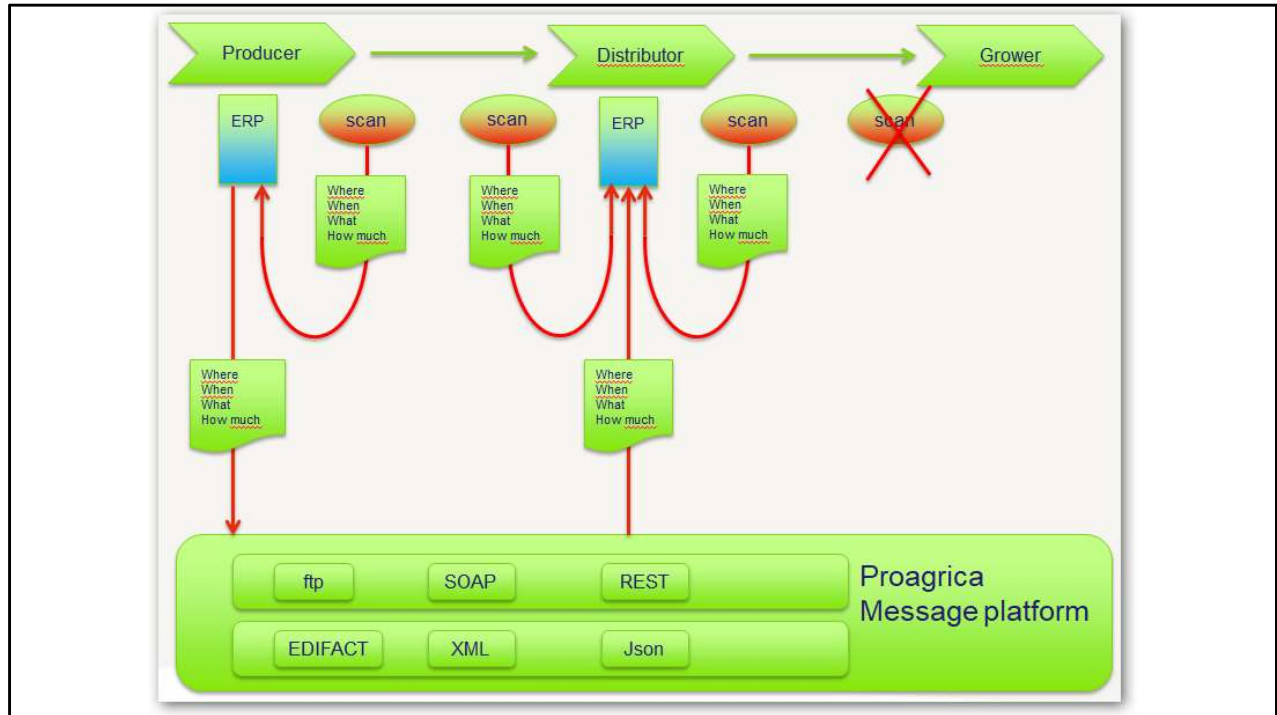 Producer
Distributor
Grower
ERP
scan
scan
ERP
scan
scan
Where
When
What
How much
Where
When
What
How much
Where
When
What
How much
Where
When
What
How much
Where
When
What
How much
ftp
SOAP
REST
Proagrica
Message platform
EDIFACT
XML
Json